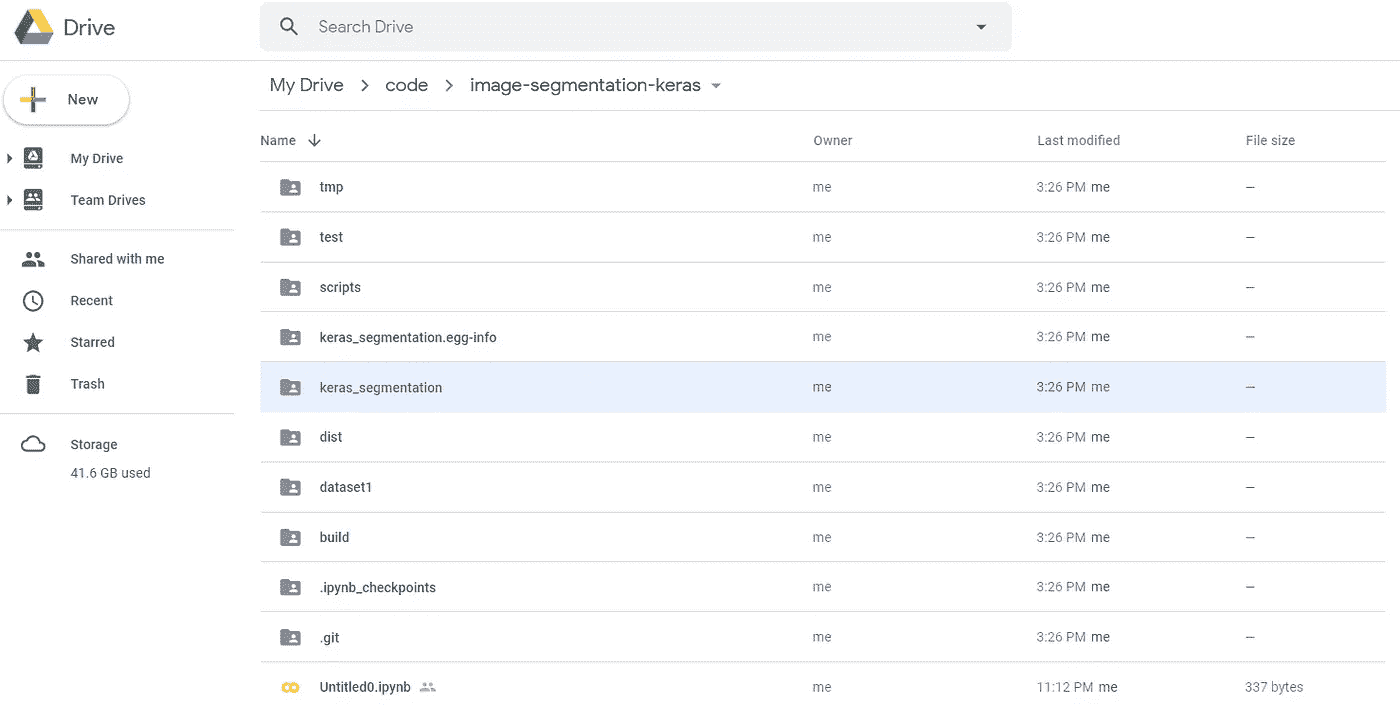 Drive
Search Drive
My Drive > code > image-segmentation-keras
New
My Drive
Team Drives
Shared with me
Recent
Starred
Trash
Storage
41.6 GB used
Name Owner Last modified File size
tmp me 3:26 PM me –
test me 3:26 PM me –
scripts me 3:26 PM me –
keras_segmentation.egg-info me 3:26 PM me –
keras_segmentation me 3:26 PM me –
dist me 3:26 PM me –
dataset1 me 3:26 PM me –
build me 3:26 PM me –
.ipynb_checkpoints me 3:26 PM me –
.git me 3:26 PM me –
Untitled0.ipynb me 11:12 PM me 337 bytes